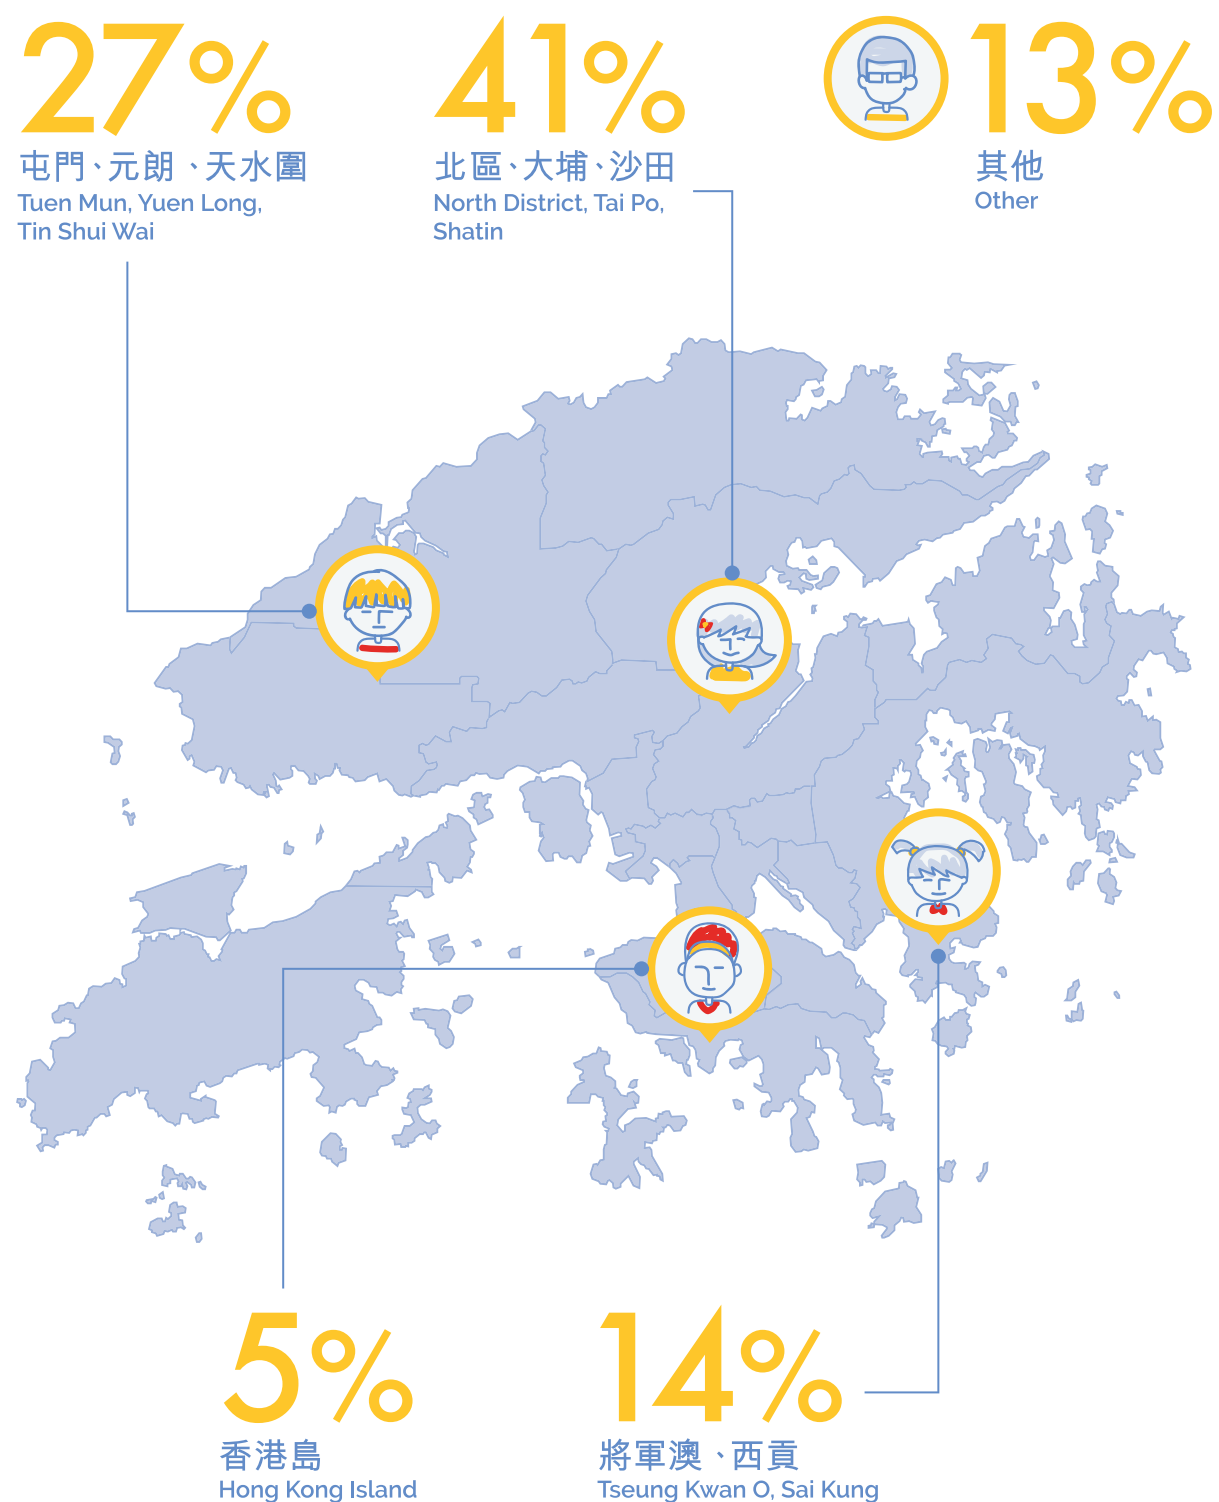 27%
屯門、元朗、天水圍
Tuen Mun, Yuen Long,
Tin Shui Wai
41%
北區、大埔、沙田
North District, Tai Po,
Shatin
13%
其他
Other
5%
香港島
Hong Kong Island
14%
將軍澳、西貢
Tseung Kwan O, Sai Kung